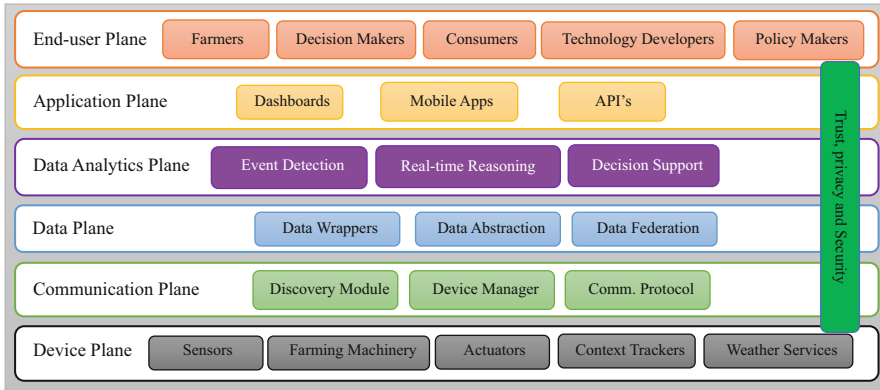 End-user Plane Farmers Decision Makers Consumers Technology Developers Policy Makers
Application Plane Dashboards Mobile Apps API's
Data Analytics Plane Event Detection Real-time Reasoning Decision Support
Data Plane Data Wrappers Data Abstraction Data Federation
Communication Plane Discovery Module Device Manager Comm. Protocol
Device Plane Sensors Farming Machinery Actuators Context Trackers Weather Services
Trust, privacy and Security